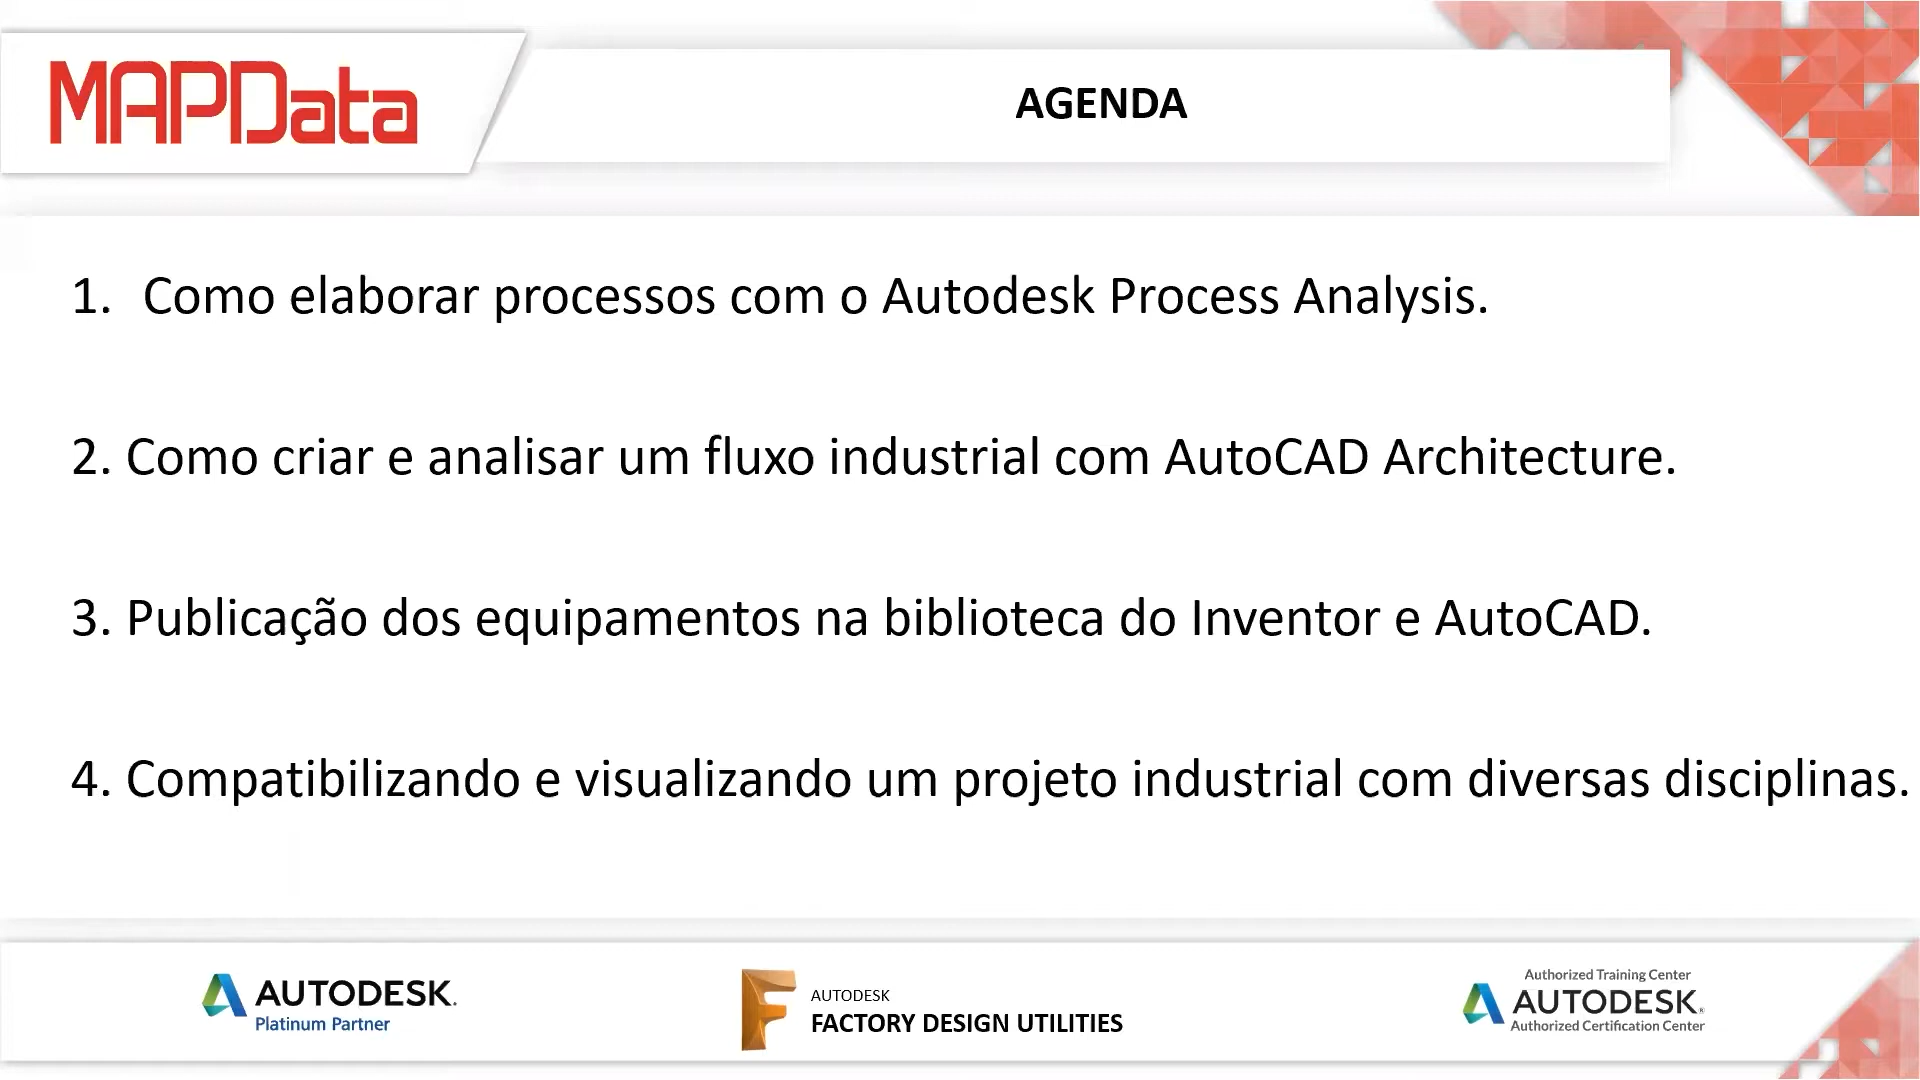 MAPData
AGENDA
1. Como elaborar processos com o Autodesk Process Analysis.
2. Como criar e analisar um fluxo industrial com AutoCAD Architecture.
3. Publicação dos equipamentos na biblioteca do Inventor e AutoCAD.
4. Compatibilizando e visualizando um projeto industrial com diversas disciplinas.
AUTODESK.
Platinum Partner
AUTODESK
FACTORY DESIGN UTILITIES
Authorized Training Center
AUTODESK®
Authorized Certification Center